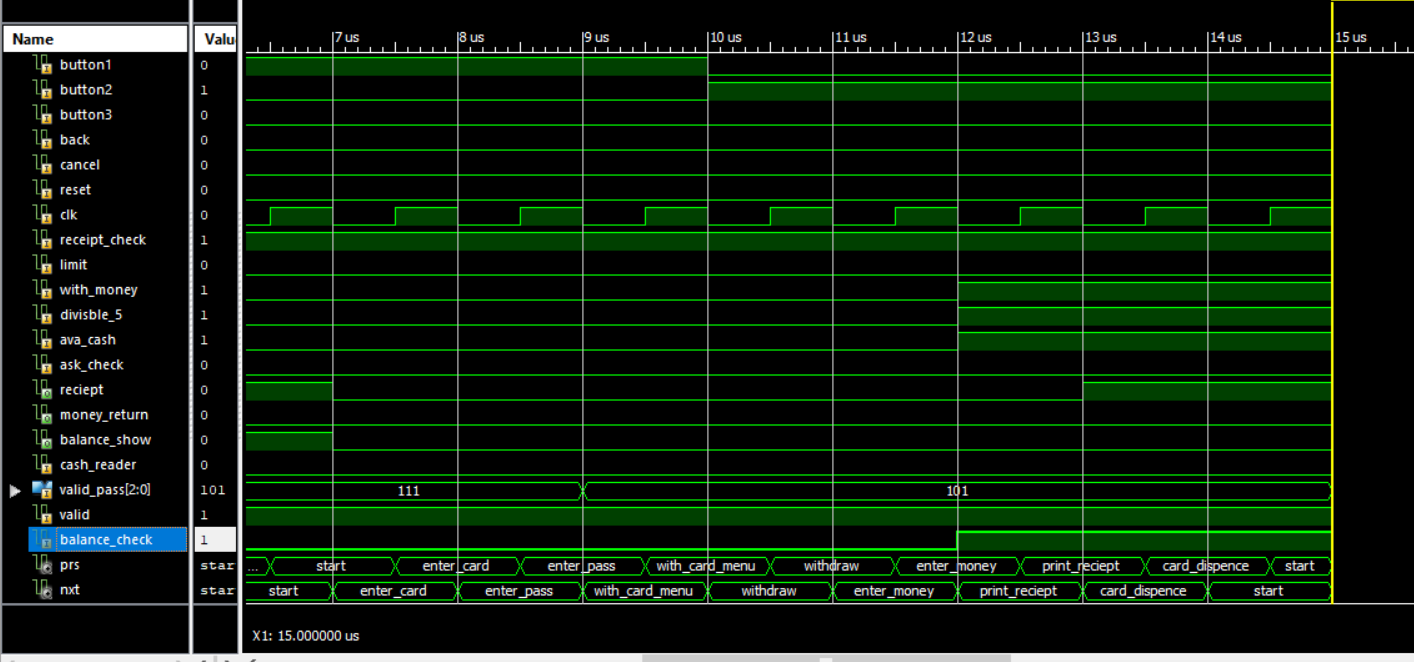 Name Valu 7 us 8 us 9 us 10 us 11 us 12 us 13 us 14 us 15 us
button1 0
button2 1
button3 0
back 0
cancel 0
reset 0
clk 0
receipt_check 1
limit 0
with_money 1
divisble_5 1
ava_cash 1
ask_check 0
reciept 0
money_return 0
balance_show 0
cash_reader 0
valid_pass[2:0] 101 111 101
valid 1
balance_check 1
prs star ... start enter_card enter_pass with_card_menu withdraw enter_money print_reciept card_dispence start
nxt star start enter_card enter_pass with_card_menu withdraw enter_money print_reciept card_dispence start
X1: 15.000000 us